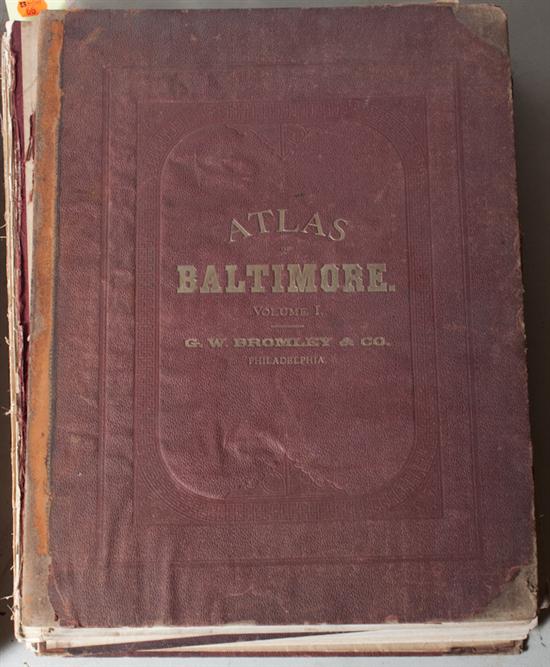 ATLAS
OF
BALTIMORE.
VOLUME I.
G. W. BROMLEY & CO.
PHILADELPHIA.